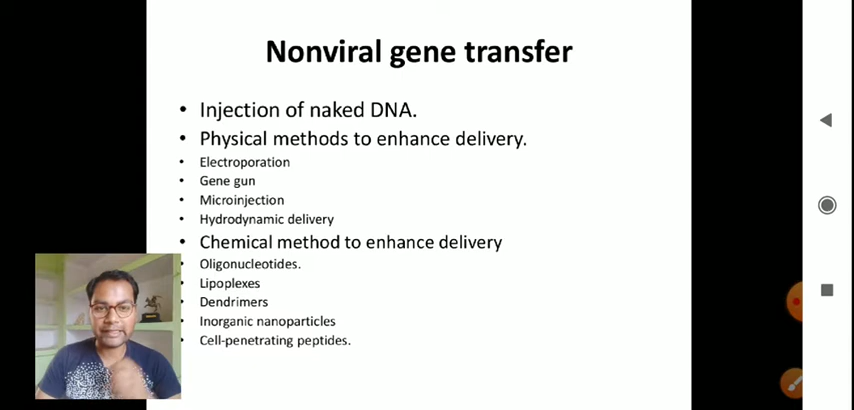 Nonviral gene transfer
• Injection of naked DNA.
• Physical methods to enhance delivery.
• Electroporation
• Gene gun
• Microinjection
• Hydrodynamic delivery
• Chemical method to enhance delivery
• Oligonucleotides.
• Lipoplexes
• Dendrimers
• Inorganic nanoparticles
• Cell-penetrating peptides.